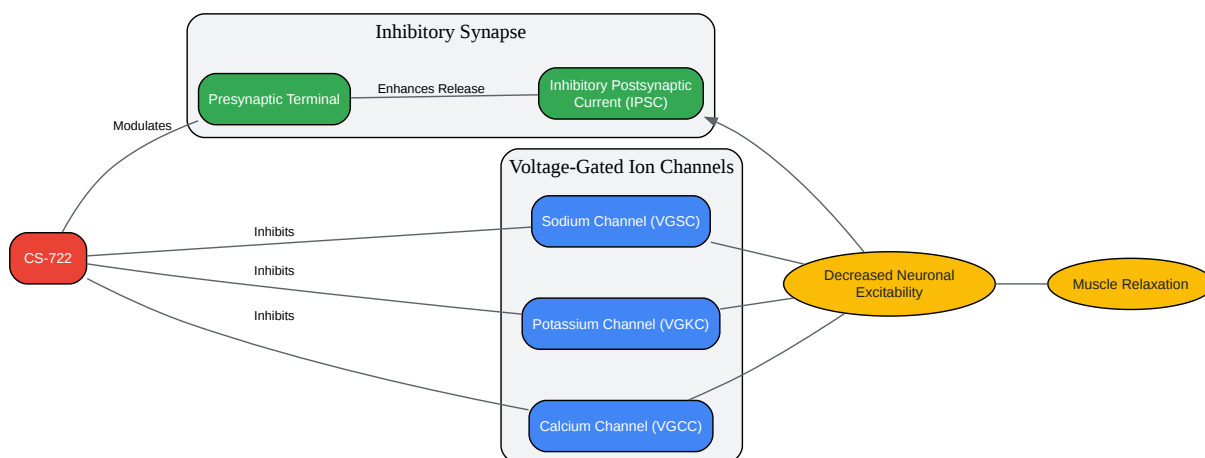 Inhibitory Synapse
Presynaptic Terminal
Enhances Release
Inhibitory Postsynaptic
Current (IPSC)
Modulates
Voltage-Gated Ion Channels
Sodium Channel (VGSC)
Inhibits
CS-722
Inhibits
Decreased Neuronal
Excitability
Muscle Relaxation
Inhibits
Potassium Channel (VGKC)
Calcium Channel (VGCC)